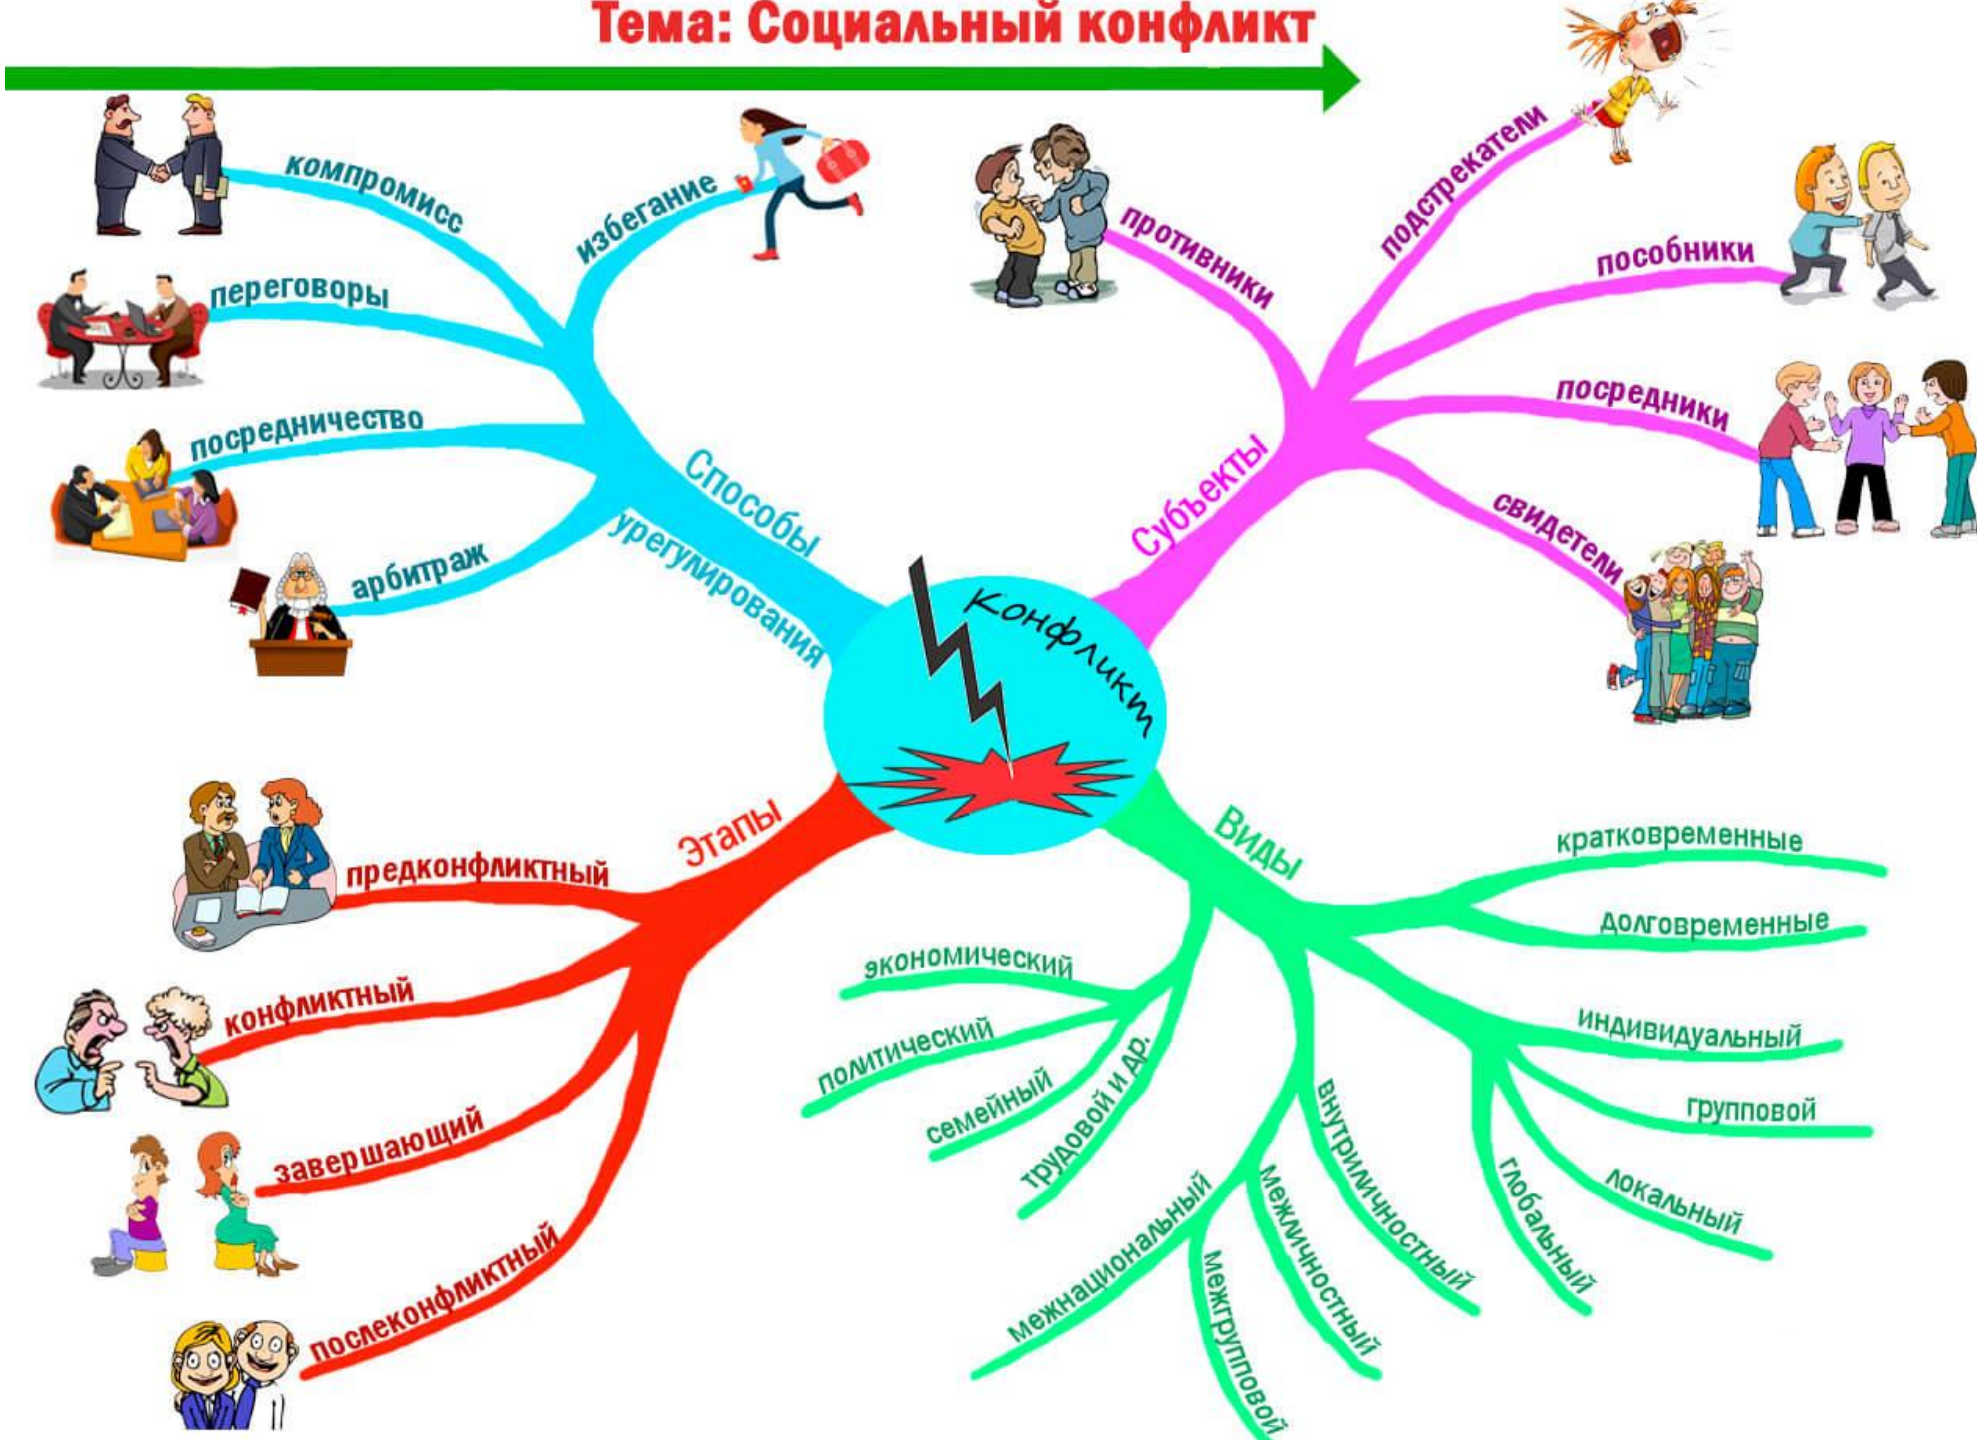 Тема: Социальный конфликт
Конфликт
Способы
урегулирования
избегание
компромисс
переговоры
посредничество
арбитраж
Субъекты
противники
подстрекатели
пособники
посредники
свидетели
Этапы
предконфликтный
конфликтный
завершающий
послеконфликтный
Виды
кратковременные
долговременные
индивидуальный
групповой
локальный
глобальный
внутриличностный
межличностный
межгрупповой
межнациональный
экономический
политический
семейный
трудовой и др.